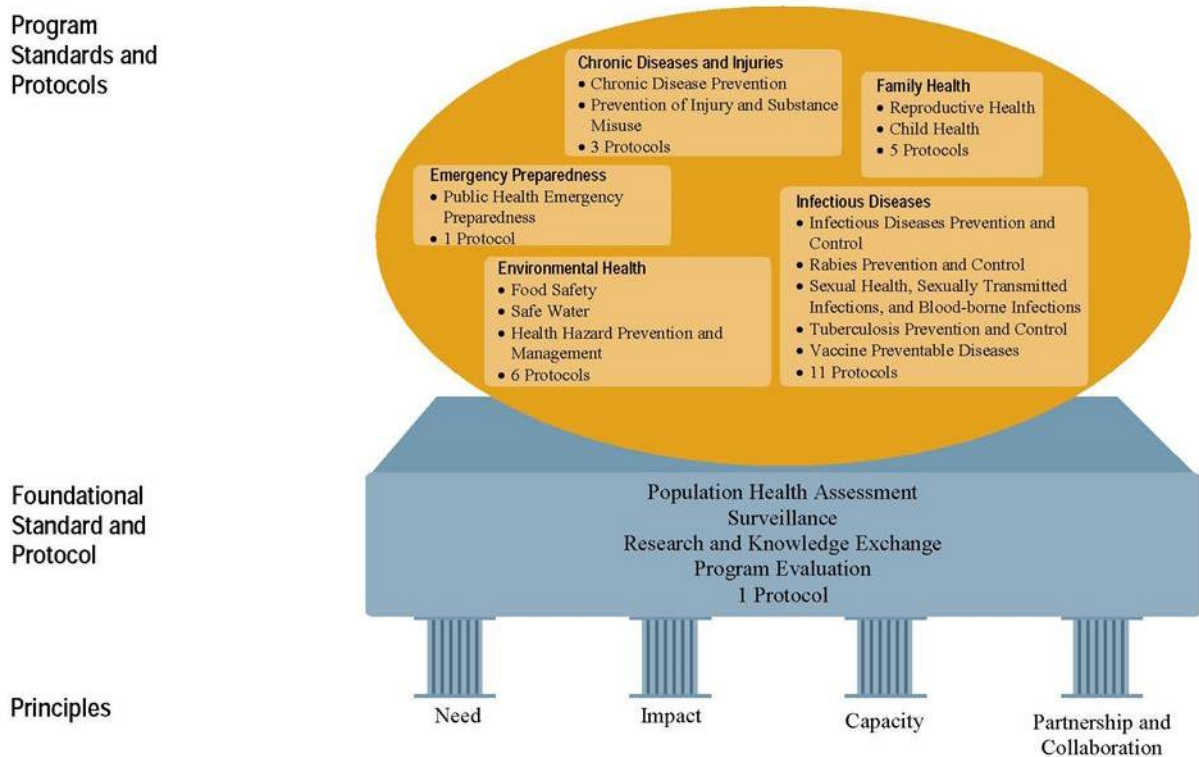 Program
Standards and
Protocols
Chronic Diseases and Injuries
• Chronic Disease Prevention
• Prevention of Injury and Substance
Misuse
• 3 Protocols
Family Health
• Reproductive Health
• Child Health
• 5 Protocols
Emergency Preparedness
• Public Health Emergency
Preparedness
• 1 Protocol
Infectious Diseases
• Infectious Diseases Prevention and
Control
• Rabies Prevention and Control
• Sexual Health, Sexually Transmitted
Infections, and Blood-borne Infections
• Tuberculosis Prevention and Control
• Vaccine Preventable Diseases
• 11 Protocols
Environmental Health
• Food Safety
• Safe Water
• Health Hazard Prevention and
Management
• 6 Protocols
Foundational
Standard and
Protocol
Population Health Assessment
Surveillance
Research and Knowledge Exchange
Program Evaluation
1 Protocol
Principles
Need
Impact
Capacity
Partnership and
Collaboration